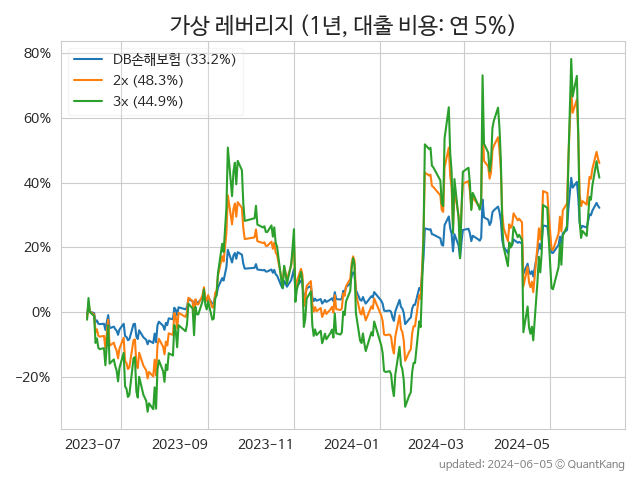 가상 레버리지 (1년, 대출 비용: 연 5%)
DB손해보험 (33.2%)
2x (48.3%)
3x (44.9%)
80%
60%
40%
20%
0%
−20%
2023-07
2023-09
2023-11
2024-01
2024-03
2024-05
updated: 2024-06-05 © QuantKang